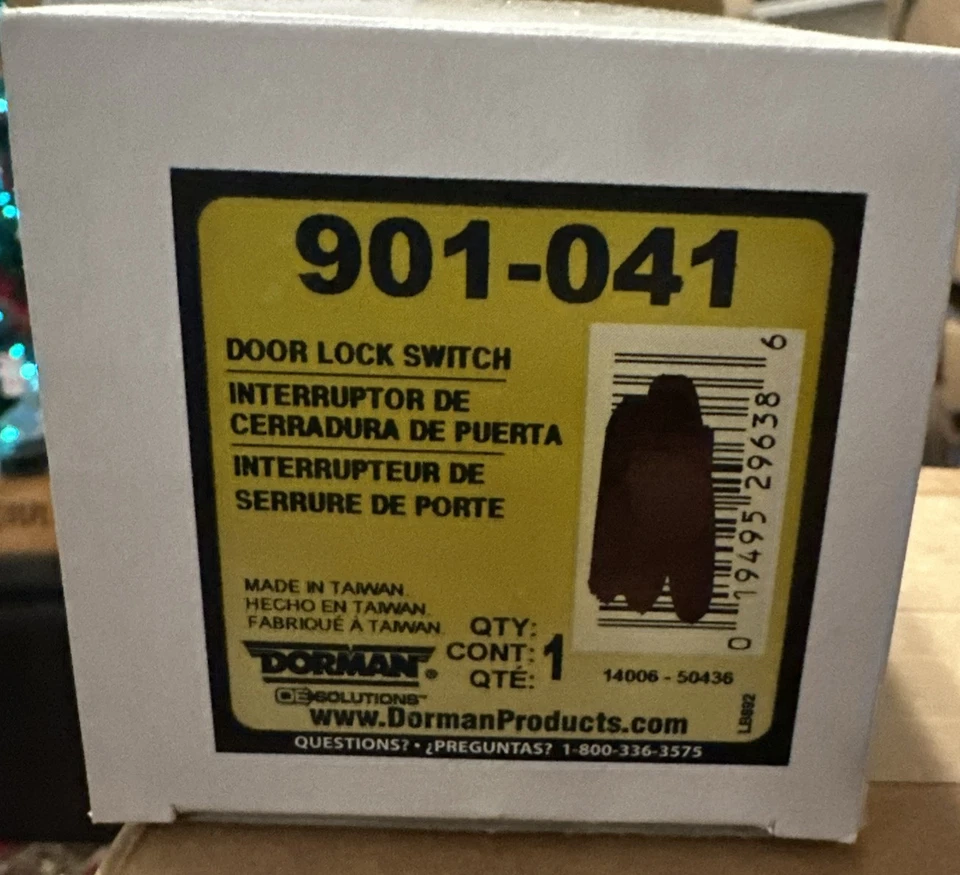 901-041
DOOR LOCK SWITCH
INTERRUPTOR DE
CERRADURA DE PUERTA
INTERRUPTEUR DE
SERRURE DE PORTE
0 19495 29638 6
MADE IN TAIWAN.
HECHO EN TAIWAN.
FABRIQUÉ À TAIWAN.
QTY:
CONT: 1
QTÉ:
14006 - 50436
DORMAN®
OE SOLUTIONS™
www.DormanProducts.com
LB892
QUESTIONS? • ¿PREGUNTAS? 1-800-336-3575